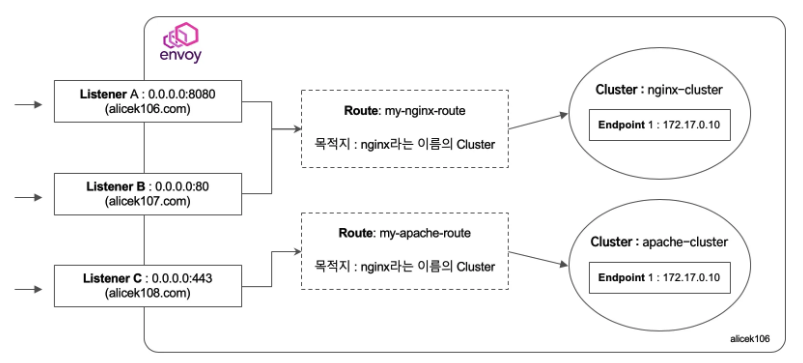 envoy
Listener A : 0.0.0.0:8080
(alicek106.com)
Route: my-nginx-route
목적지 : nginx라는 이름의 Cluster
Cluster : nginx-cluster
Endpoint 1 : 172.17.0.10
Listener B : 0.0.0.0:80
(alicek107.com)
Route: my-apache-route
목적지 : nginx라는 이름의 Cluster
Cluster : apache-cluster
Endpoint 1 : 172.17.0.10
Listener C : 0.0.0.0:443
(alicek108.com)
alicek106